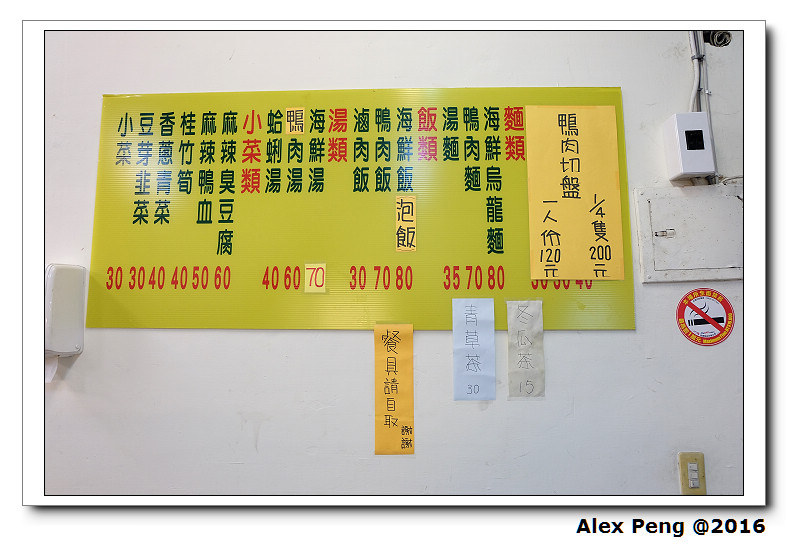 鴨肉切盤
¼隻200元
一人份120元
麵類
海鮮烏龍麵 80
鴨肉麵 70
湯麵 35
飯類
海鮮飯泡飯 80
鴨肉飯 70
滷肉飯 30
湯類
海鮮湯 70
鴨肉湯 60
蛤蜊湯 40
小菜類
麻辣臭豆腐 60
麻辣鴨血 50
桂竹筍 40
香蔥青菜 40
豆芽韭菜 30
小菜 30
冬瓜茶 15
青草茶 30
餐具請自取
謝謝
Alex Peng @2016